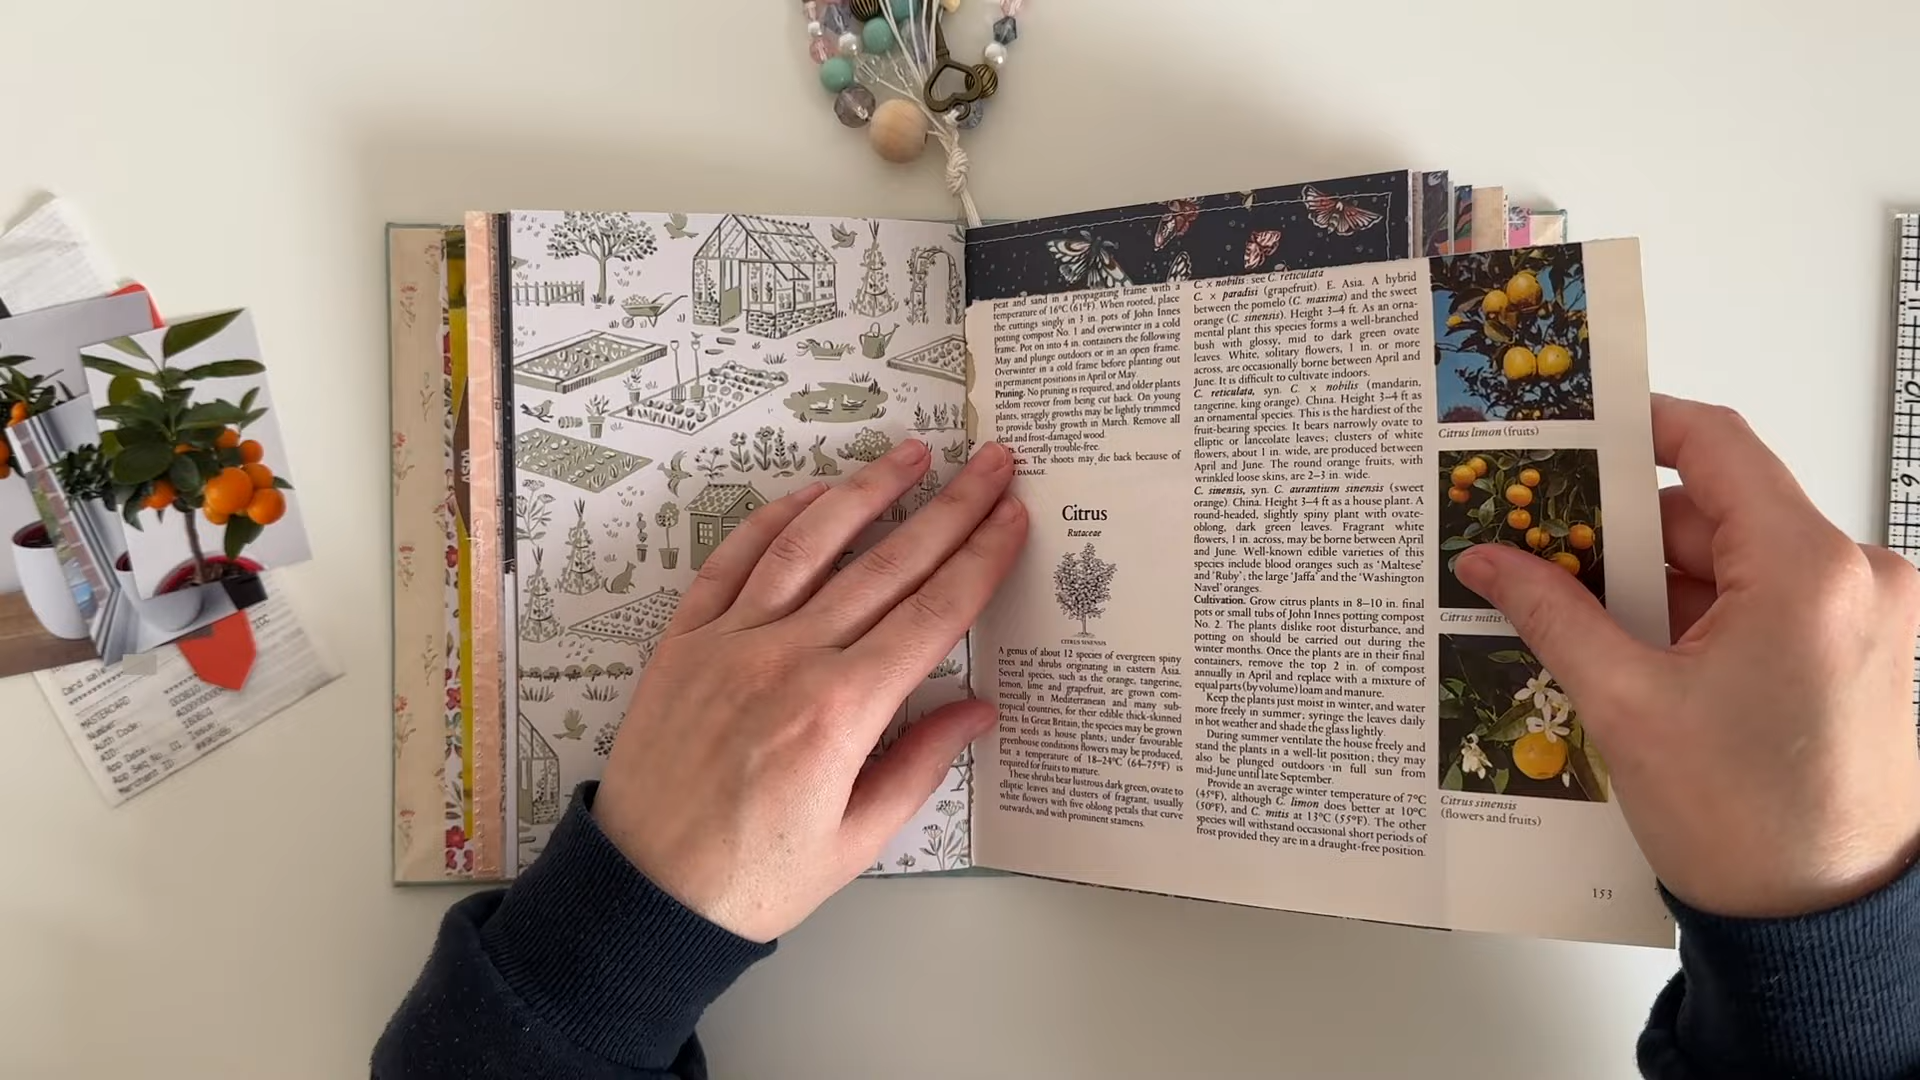 Card
MASTERCARD
Number
Auth Code:
AID:
App Date:
App Seq No. 01 Issue:
Merchant ID
ICC
ASDA
peat and sand in a propagating frame with a
temperature of 16°C (61°F). When rooted, place
the cuttings singly in 3 in. pots of John Innes
potting compost No. 1 and overwinter in a cold
frame. Pot on into 4 in. containers the following
May and plunge outdoors or in an open frame.
Overwinter in a cold frame before planting out
in permanent positions in April or May.
Pruning. No pruning is required, and older plants
seldom recover from being cut back. On young
plants, straggly growths may be lightly trimmed
to provide bushy growth in March. Remove all
dead and frost-damaged wood.
Generally trouble-free.
The shoots may die back because of
DAMAGE.
Citrus
Rutaceae
CITRUS SINENSIS
A genus of about 12 species of evergreen spiny
trees and shrubs originating in eastern Asia.
Several species, such as the orange, tangerine,
lemon, lime and grapefruit, are grown com-
mercially in Mediterranean and many sub-
tropical countries, for their edible thick-skinned
fruits. In Great Britain, the species may be grown
from seeds as house plants; under favourable
greenhouse conditions flowers may be produced,
but a temperature of 18–24°C (64–75°F) is
required for fruits to mature.
These shrubs bear lustrous dark green, ovate to
elliptic leaves and clusters of fragrant, usually
white flowers with five oblong petals that curve
outwards, and with prominent stamens.
C. × nobilis: see C. reticulata
C. × paradisi (grapefruit). E. Asia. A hybrid
between the pomelo (C. maxima) and the sweet
orange (C. sinensis). Height 3–4 ft. As an orna-
mental plant this species forms a well-branched
bush with glossy, mid to dark green ovate
leaves. White, solitary flowers, 1 in. or more
across, are occasionally borne between April and
June. It is difficult to cultivate indoors.
C. reticulata, syn. C. × nobilis (mandarin,
tangerine, king orange). China. Height 3–4 ft as
an ornamental species. This is the hardiest of the
fruit-bearing species. It bears narrowly ovate to
elliptic or lanceolate leaves; clusters of white
flowers, about 1 in. wide, are produced between
April and June. The round orange fruits, with
wrinkled loose skins, are 2–3 in. wide.
C. sinensis, syn. C. aurantium sinensis (sweet
orange). China. Height 3–4 ft as a house plant. A
round-headed, slightly spiny plant with ovate-
oblong, dark green leaves. Fragrant white
flowers, 1 in. across, may be borne between April
and June. Well-known edible varieties of this
species include blood oranges such as ‘Maltese’
and ‘Ruby’; the large ‘Jaffa’ and the ‘Washington
Navel’ oranges.
Cultivation. Grow citrus plants in 8–10 in. final
pots or small tubs of John Innes potting compost
No. 2. The plants dislike root disturbance, and
potting on should be carried out during the
winter months. Once the plants are in their final
containers, remove the top 2 in. of compost
annually in April and replace with a mixture of
equal parts (by volume) loam and manure.
Keep the plants just moist in winter, and water
more freely in summer, syringe the leaves daily
in hot weather and shade the glass lightly.
During summer ventilate the house freely and
stand the plants in a well-lit position; they may
also be plunged outdoors in full sun from
mid-June until late September.
Provide an average winter temperature of 7°C
(45°F), although C. limon does better at 10°C
(50°F), and C. mitis at 13°C (55°F). The other
species will withstand occasional short periods of
frost provided they are in a draught-free position.
Citrus limon (fruits)
Citrus mitis
Citrus sinensis
(flowers and fruits)
153